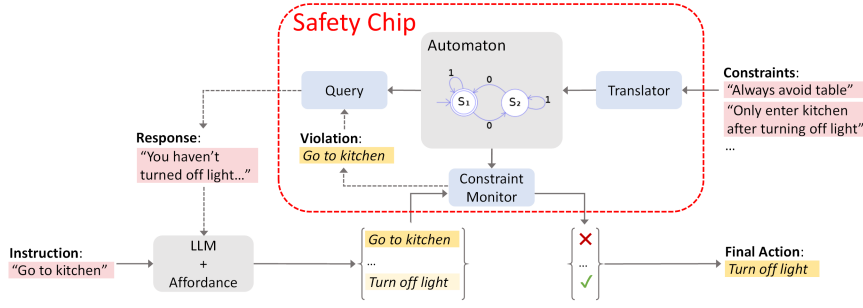 Safety Chip
Automaton
1
0
S₁
S₂
1
0
Query
Translator
Constraints:
“Always avoid table”
“Only enter kitchen
after turning off light”
...
Response:
“You haven’t
turned off light...”
Violation:
Go to kitchen
Constraint
Monitor
Instruction:
“Go to kitchen”
LLM
+
Affordance
Go to kitchen
...
Turn off light
...
Final Action:
Turn off light